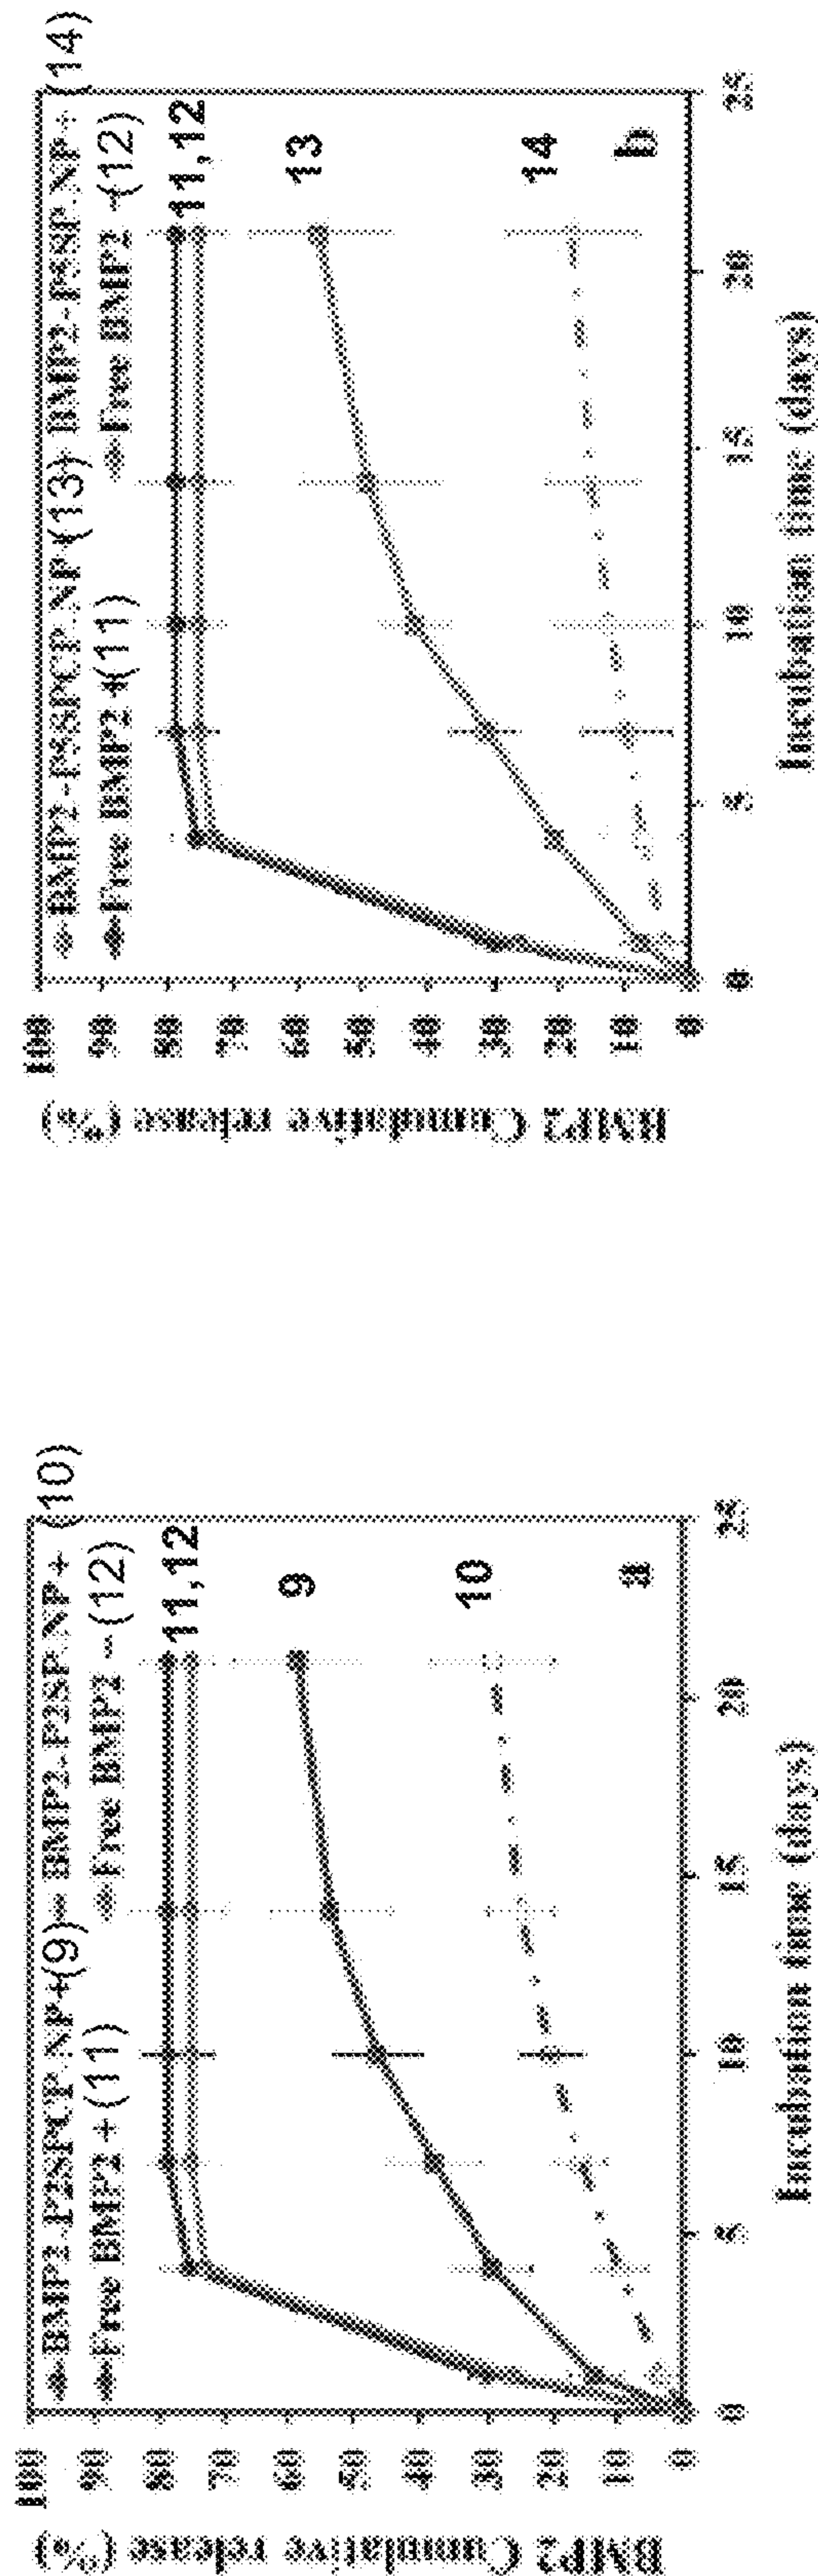 BMP2-P2SPCP.NP+(9) BMP2-P2SP.NP+ (10)
Free BMP2 +(11) Free BMP2 -(12)
11,12
9
10
a
100
90
80
70
60
50
40
30
20
10
0
0 5 10 15 20 25
Incubation time (days)
BMP2 Cumulative release (%)
BMP2-PSSPCP.NP+(13) BMP2-PSSP.NP+ (14)
Free BMP2+(11) Free BMP2 -(12)
11,12
13
14
b
100
90
80
70
60
50
40
30
20
10
0
0 5 10 15 20 25
Incubation time (days)
BMP2 Cumulative release (%)